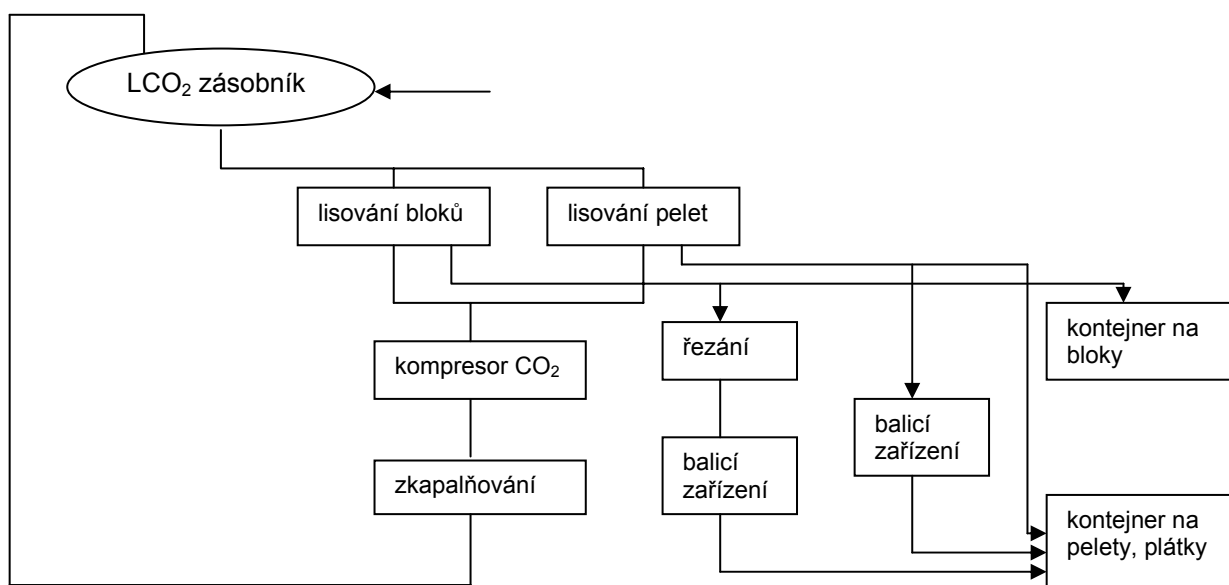 LCO₂ zásobník
lisování bloků
lisování pelet
kompresor CO₂
řezání
kontejner na
bloky
balicí
zařízení
zkapalňování
balicí
zařízení
kontejner na
pelety, plátky